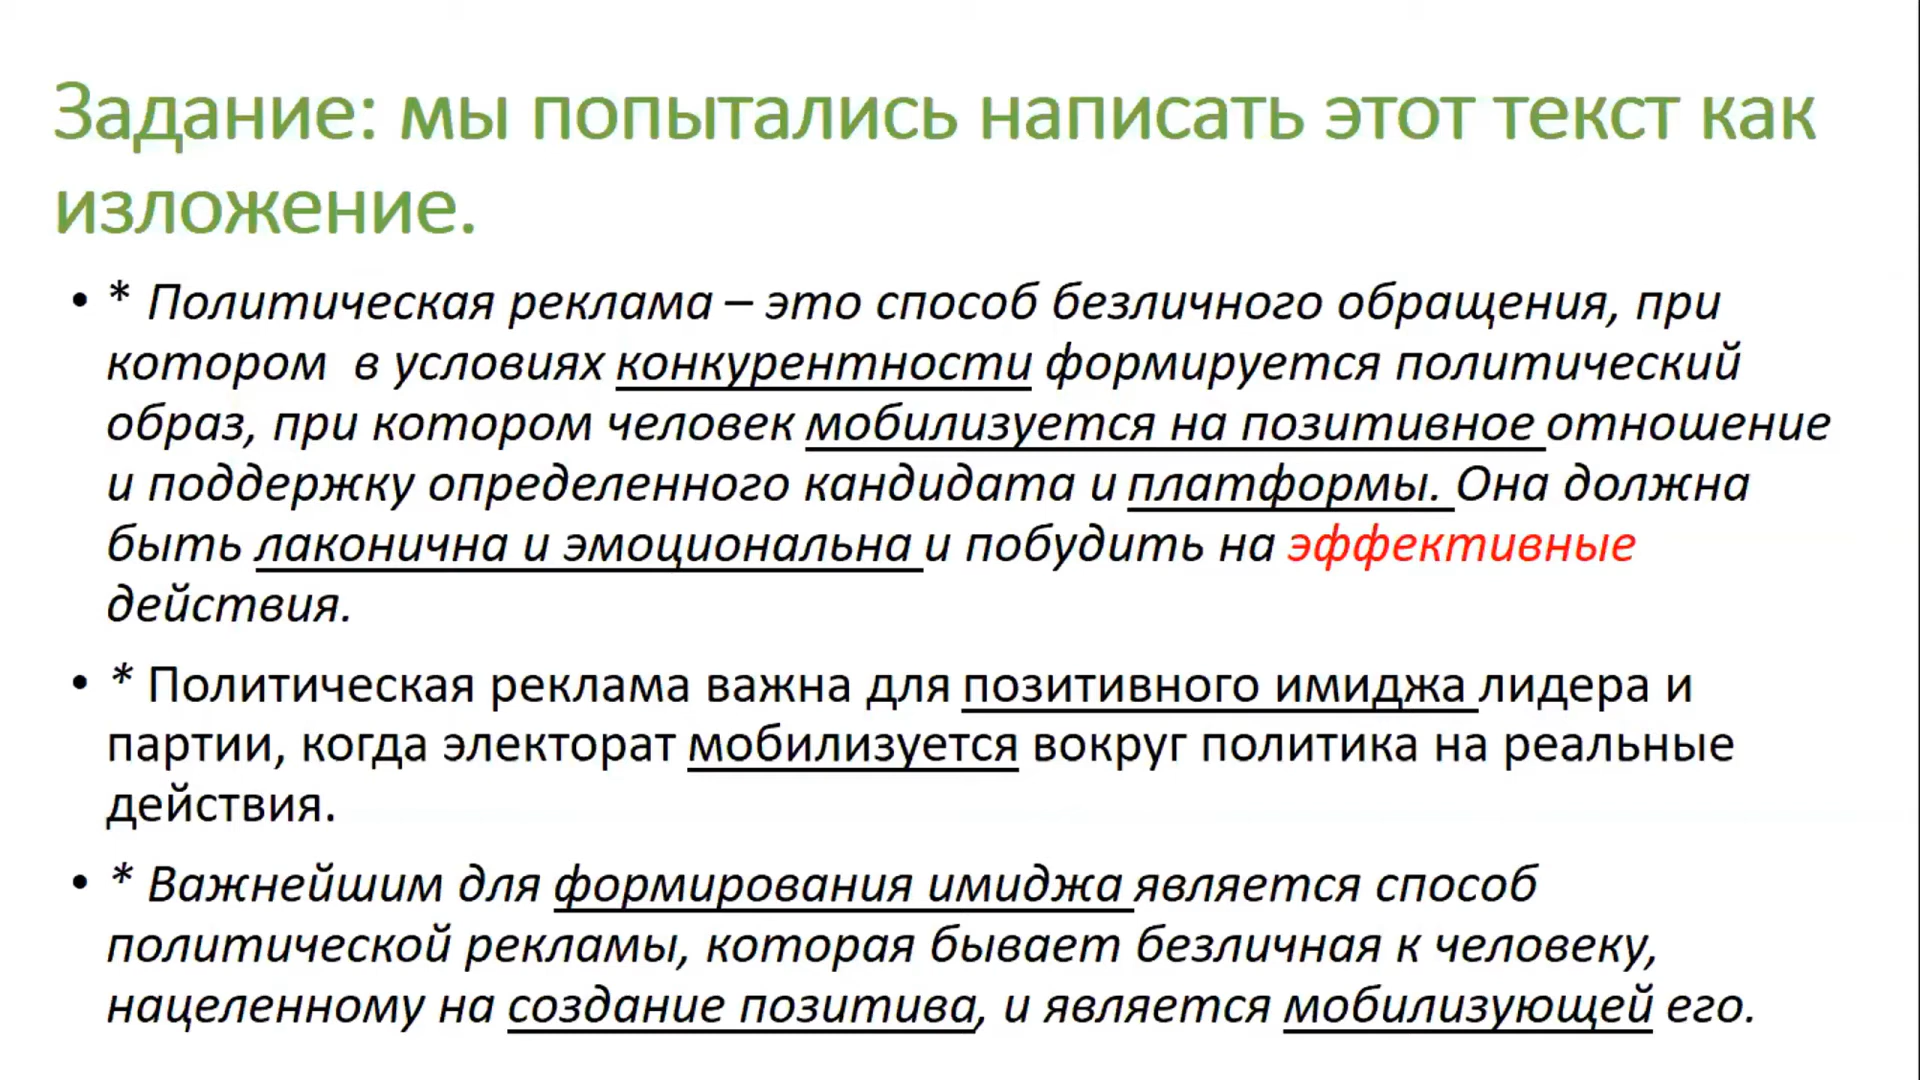 Задание: мы попытались написать этот текст как
изложение.
• * Политическая реклама – это способ безличного обращения, при
котором в условиях конкурентности формируется политический
образ, при котором человек мобилизуется на позитивное отношение
и поддержку определенного кандидата и платформы. Она должна
быть лаконична и эмоциональна и побудить на эффективные
действия.
• * Политическая реклама важна для позитивного имиджа лидера и
партии, когда электорат мобилизуется вокруг политика на реальные
действия.
• * Важнейшим для формирования имиджа является способ
политической рекламы, которая бывает безличная к человеку,
нацеленному на создание позитива, и является мобилизующей его.